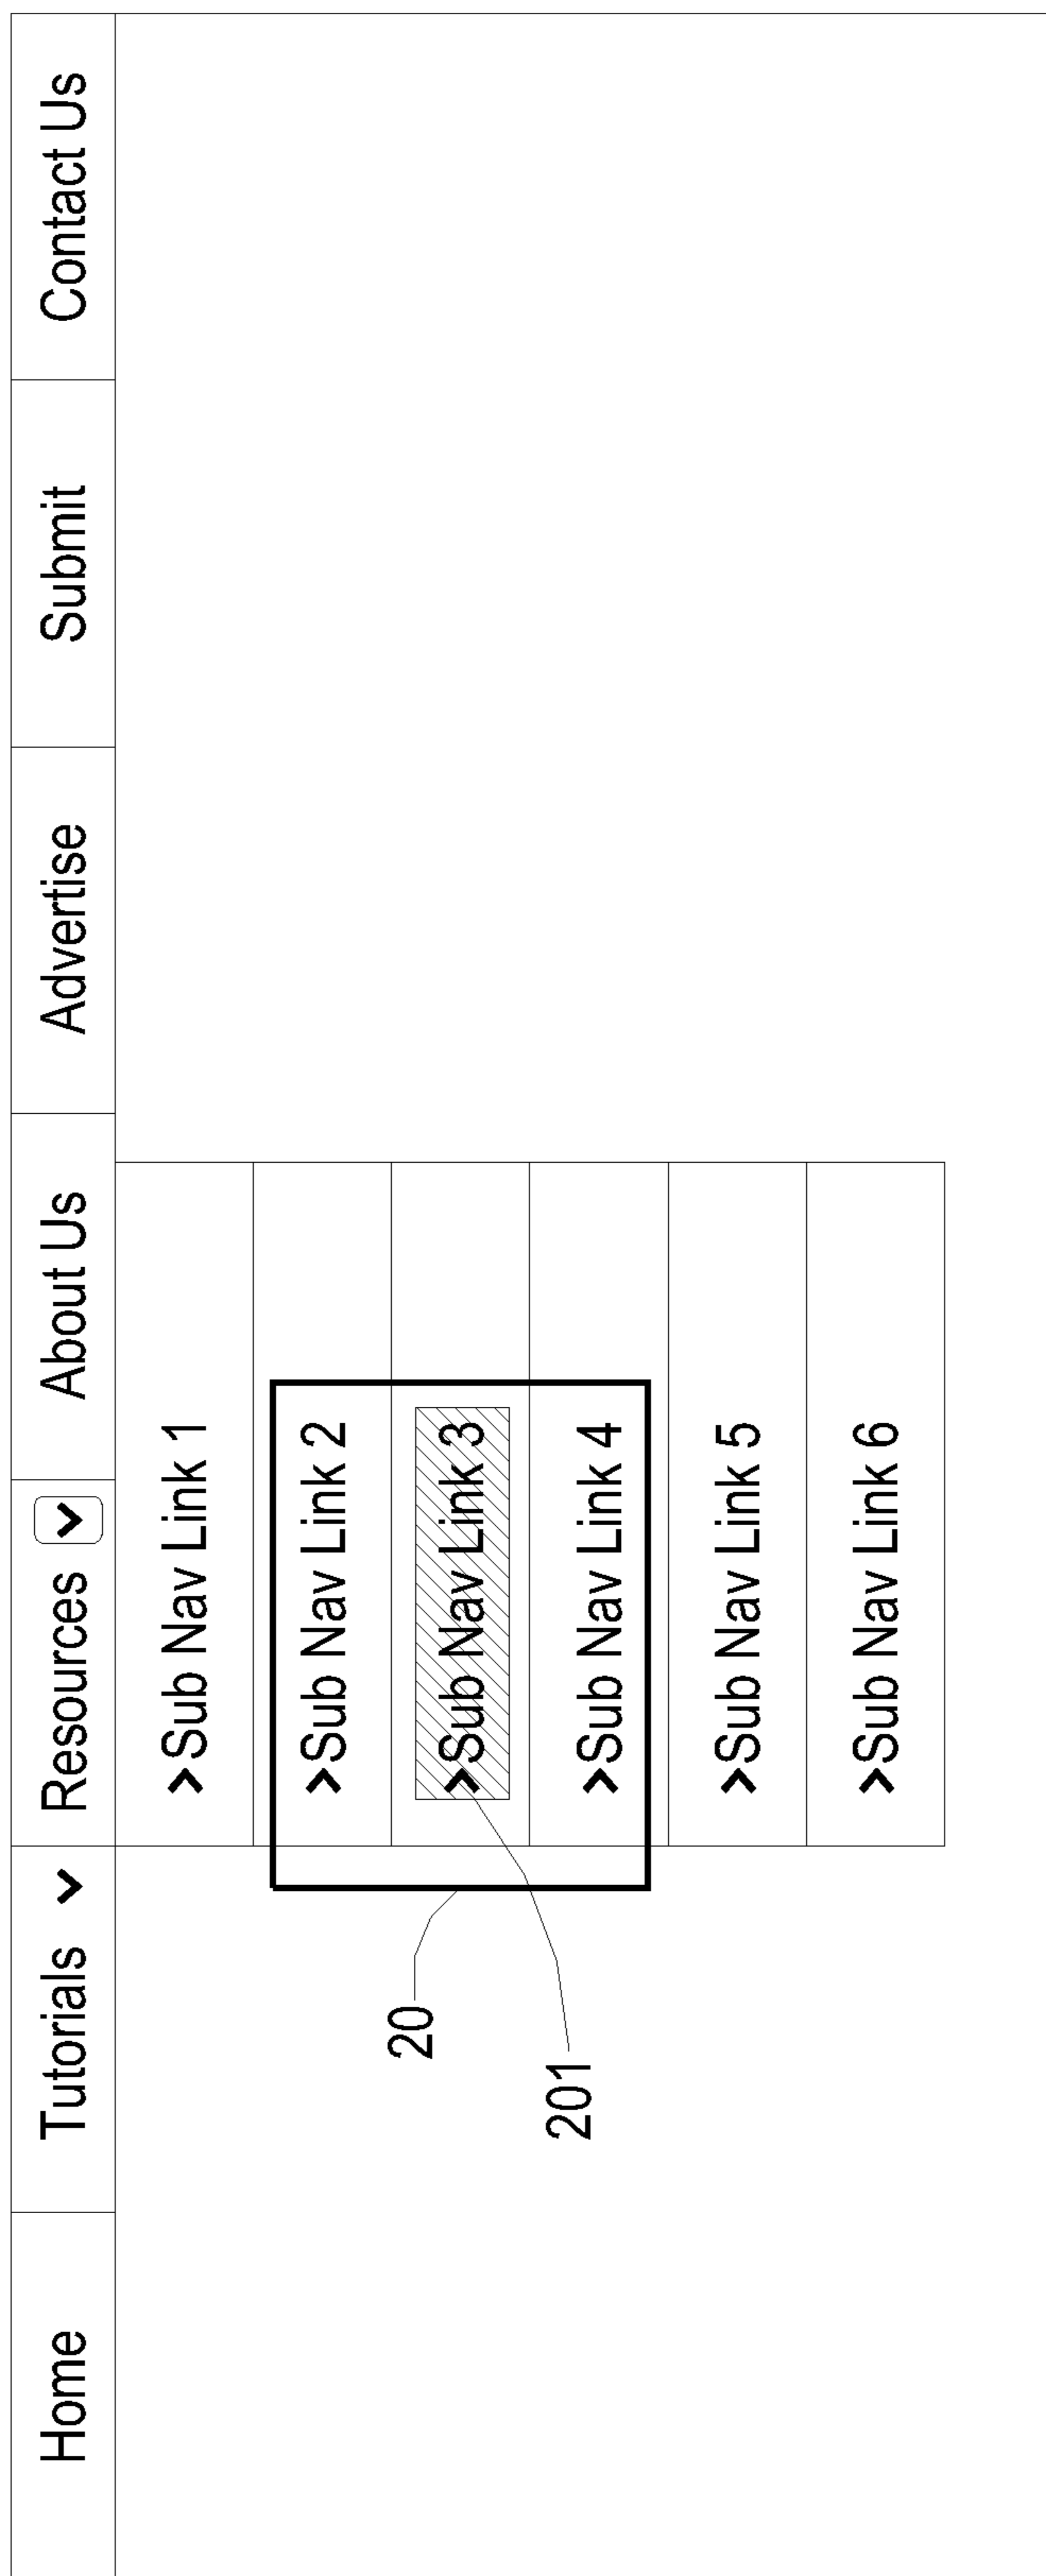 Home Tutorials Resources About Us Advertise Submit Contact Us
Sub Nav Link 1
Sub Nav Link 2
20
Sub Nav Link 3
201
Sub Nav Link 4
Sub Nav Link 5
Sub Nav Link 6